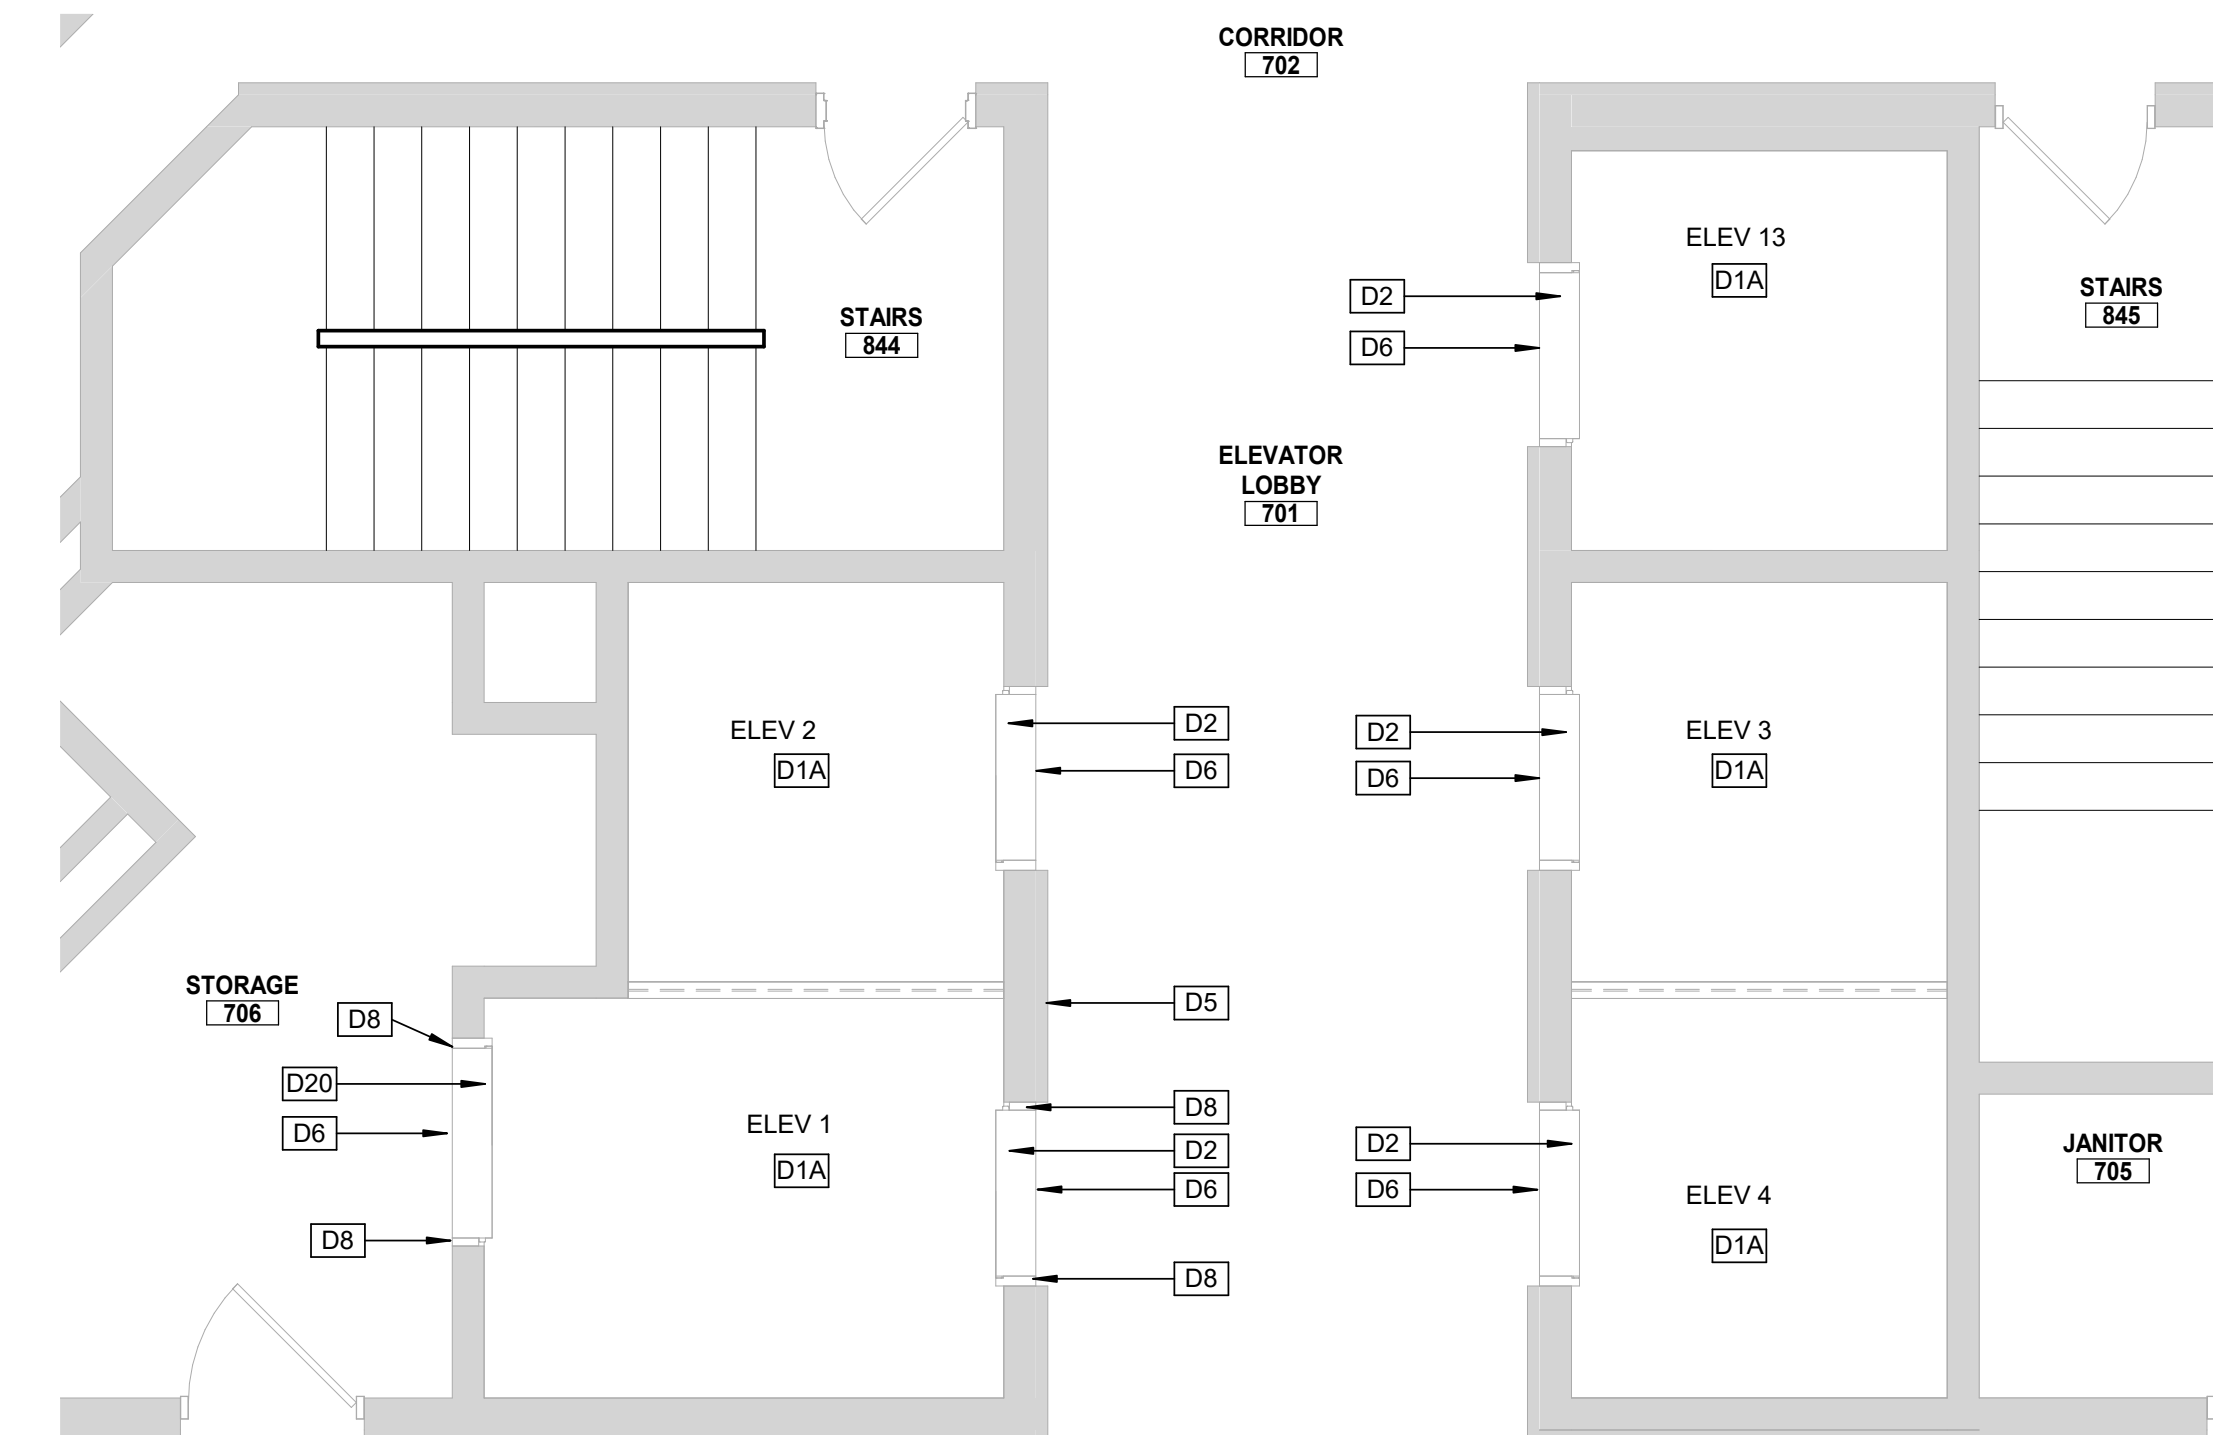 CORRIDOR
702
ELEV 13
D1A
D2
D6
STAIRS
845
STAIRS
844
ELEVATOR
LOBBY
701
ELEV 2
D1A
D2
D6
D2
D6
ELEV 3
D1A
STORAGE
706
D8
D20
D6
D8
ELEV 1
D1A
D5
D8
D2
D6
D8
D2
D6
ELEV 4
D1A
JANITOR
705